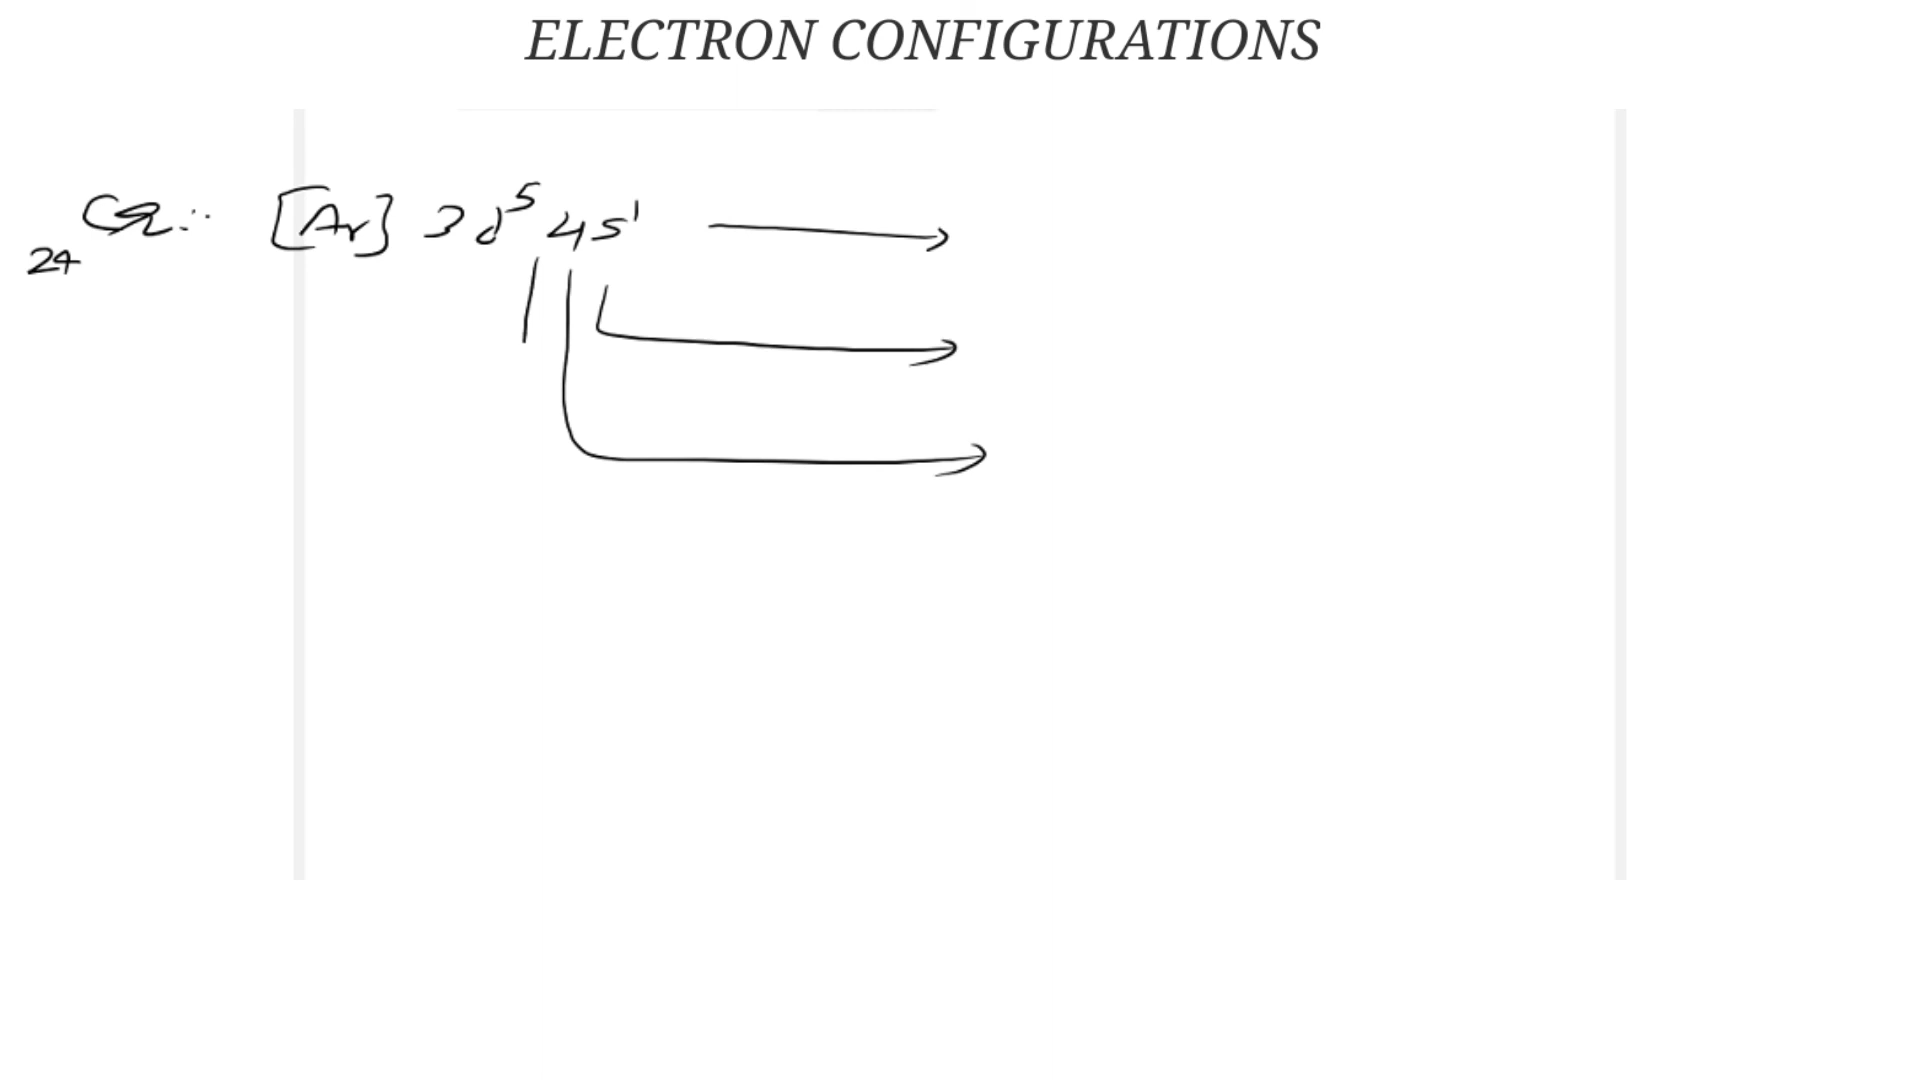 ELECTRON CONFIGURATIONS
24Cr:- [Ar] 3d⁵ 4s¹